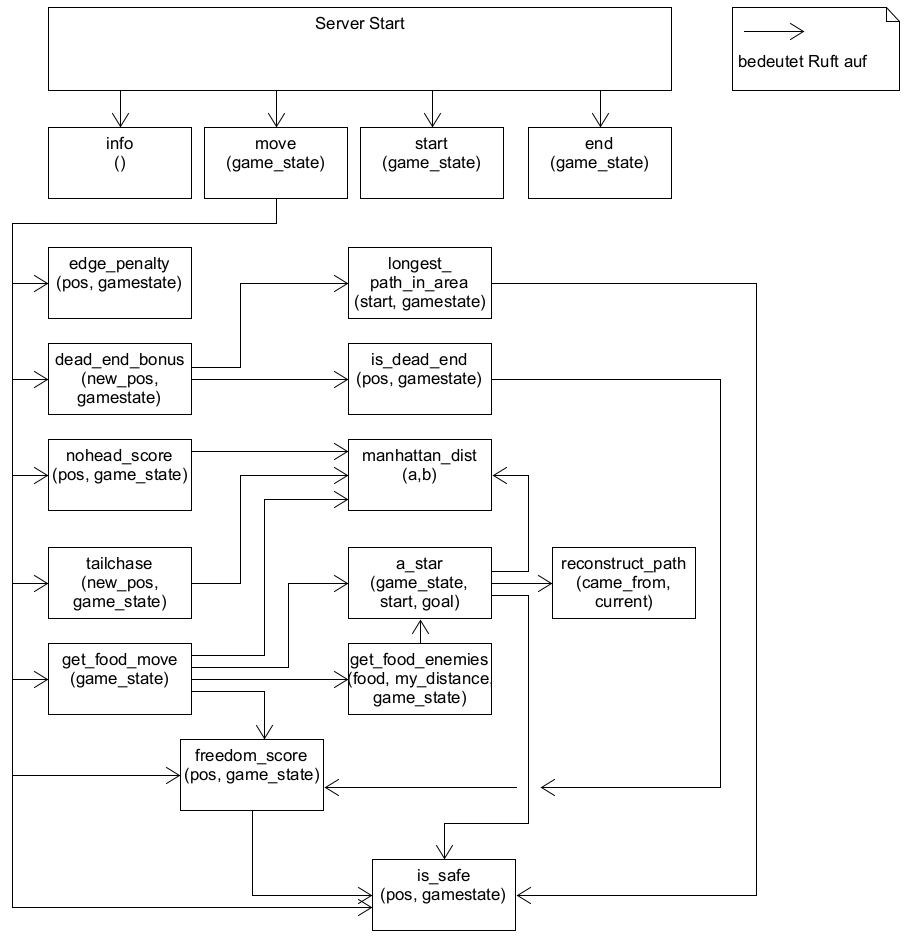 Server Start
bedeutet Ruft auf
info
()
move
(game_state)
start
(game_state)
end
(game_state)
edge_penalty
(pos, gamestate)
longest_
path_in_area
(start, gamestate)
dead_end_bonus
(new_pos,
gamestate)
is_dead_end
(pos, gamestate)
nohead_score
(pos, game_state)
manhattan_dist
(a,b)
tailchase
(new_pos,
game_state)
a_star
(game_state,
start, goal)
reconstruct_path
(came_from,
current)
get_food_move
(game_state)
get_food_enemies
(food, my_distance,
game_state)
freedom_score
(pos, game_state)
is_safe
(pos, gamestate)